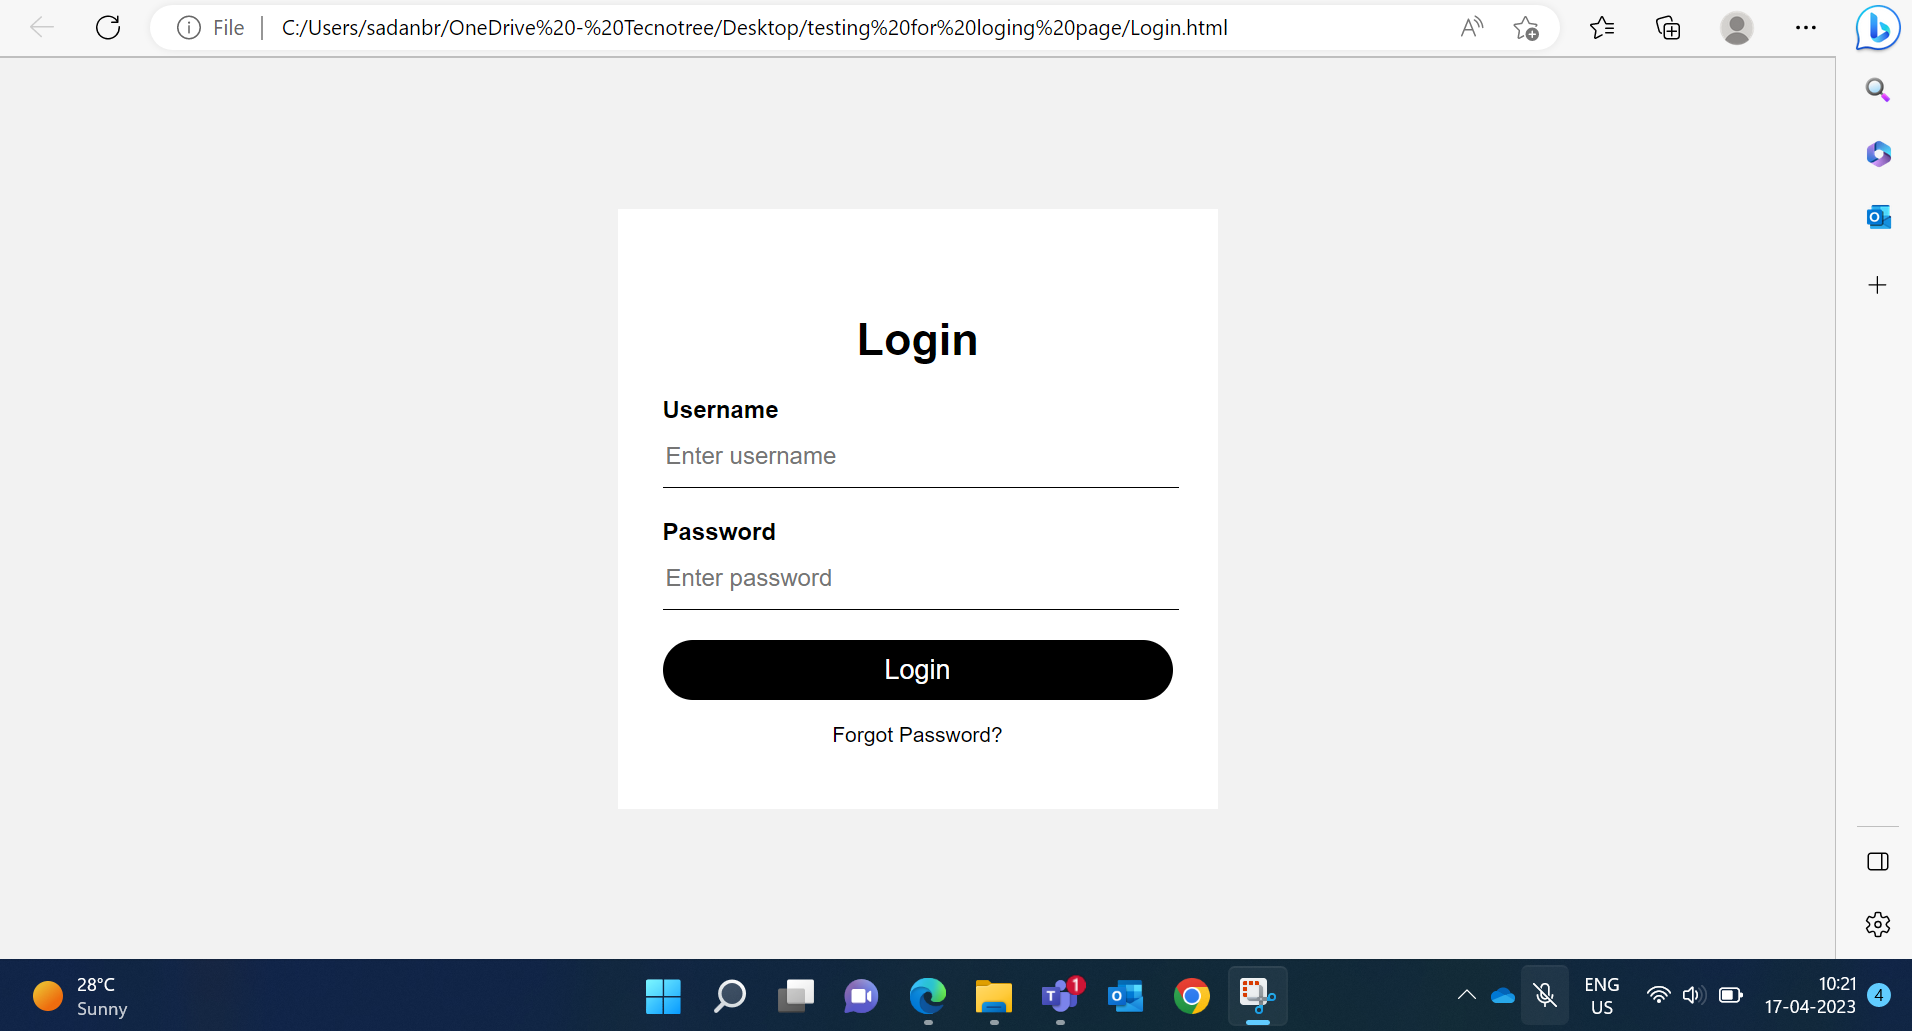 File
C:/Users/sadanbr/OneDrive%20-%20Tecnotree/Desktop/testing%20for%20loging%20page/Login.html
Login
Username
Enter username
Password
Enter password
Login
Forgot Password?
28°C
Sunny
1
ENG
US
10:21
17-04-2023
4